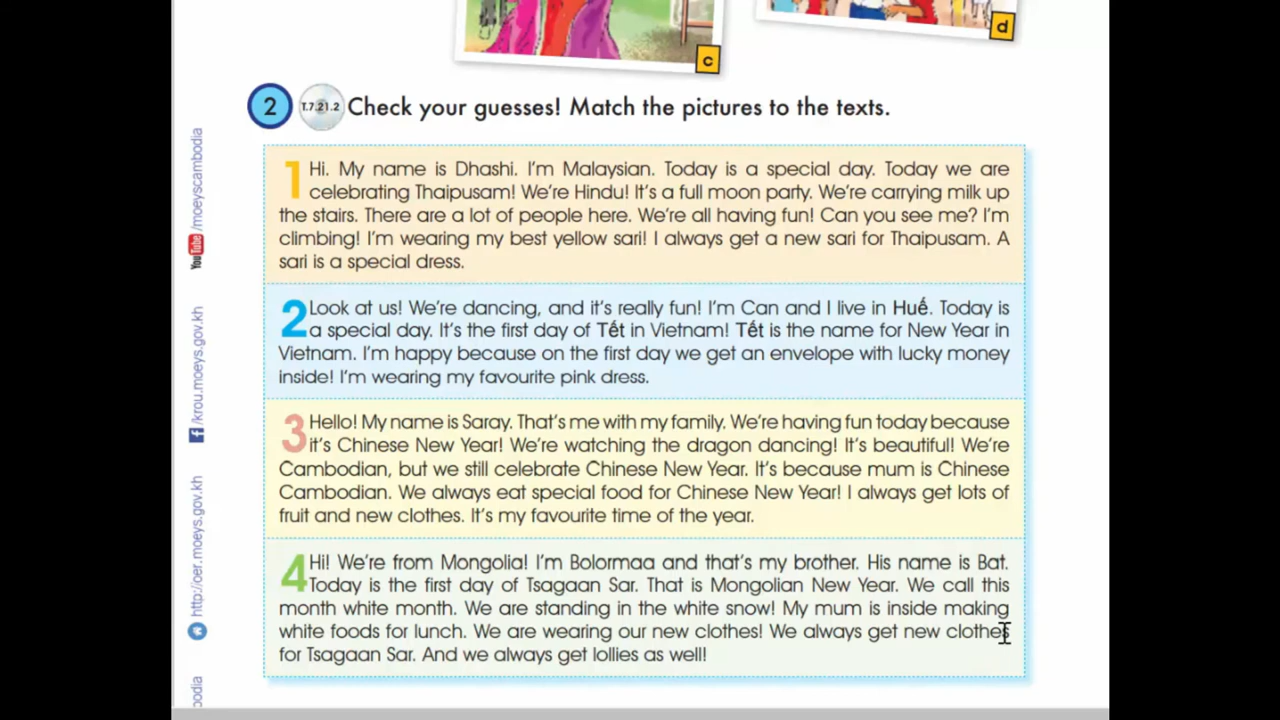 c
d
2 T.7.21.2 Check your guesses! Match the pictures to the texts.
1 Hi. My name is Dhashi. I'm Malaysian. Today is a special day. Today we are
celebrating Thaipusam! We're Hindu! It's a full moon party. We're carrying milk up
the stairs. There are a lot of people here. We're all having fun! Can you see me? I'm
climbing! I'm wearing my best yellow sari! I always get a new sari for Thaipusam. A
sari is a special dress.
2 Look at us! We're dancing, and it's really fun! I'm Can and I live in Huế. Today is
a special day. It's the first day of Tết in Vietnam! Tết is the name for New Year in
Vietnam. I'm happy because on the first day we get an envelope with lucky money
inside! I'm wearing my favourite pink dress.
3 Hello! My name is Saray. That's me with my family. We're having fun today because
it's Chinese New Year! We're watching the dragon dancing! It's beautiful! We're
Cambodian, but we still celebrate Chinese New Year. It's because mum is Chinese
Cambodian. We always eat special food for Chinese New Year! I always get lots of
fruit and new clothes. It's my favourite time of the year.
4 Hi! We're from Mongolia! I'm Bolormaa and that's my brother. His name is Bat.
Today is the first day of Tsagaan Sar. That is Mongolian New Year. We call this
month white month. We are standing in the white snow! My mum is inside making
white foods for lunch. We are wearing our new clothes! We always get new clothes
for Tsagaan Sar. And we always get lollies as well!
YouTube /moeyscambodia
f /krou.moeys.gov.kh
http://oer.moeys.gov.kh
bodia